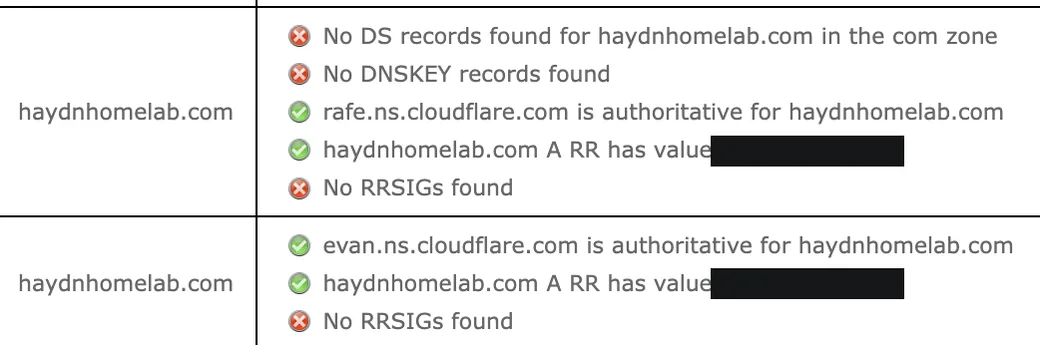 haydnhomelab.com
No DS records found for haydnhomelab.com in the com zone
No DNSKEY records found
rafe.ns.cloudflare.com is authoritative for haydnhomelab.com
haydnhomelab.com A RR has value
No RRSIGs found
haydnhomelab.com
evan.ns.cloudflare.com is authoritative for haydnhomelab.com
haydnhomelab.com A RR has value
No RRSIGs found